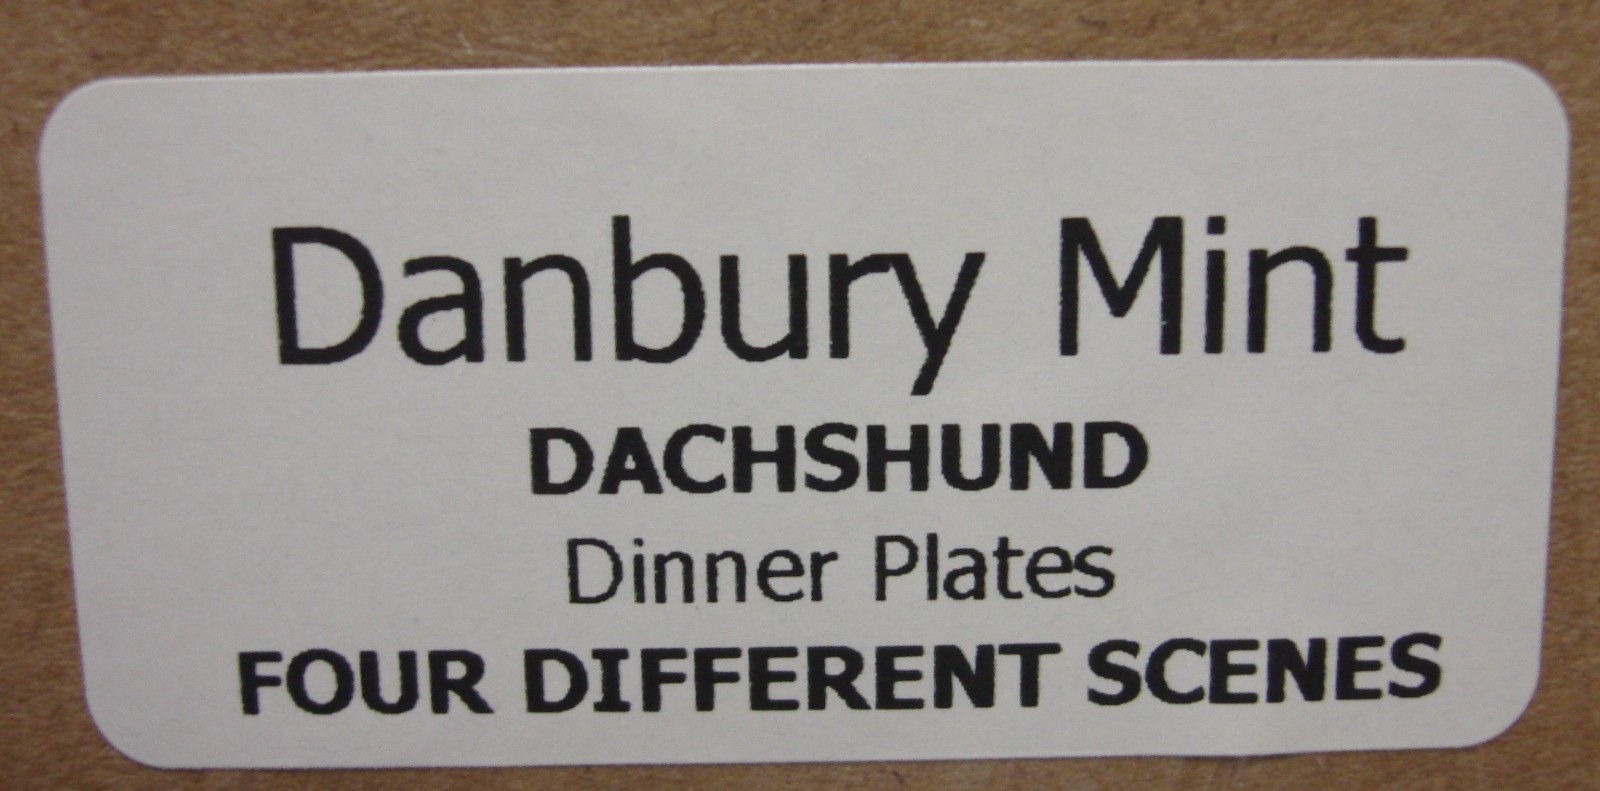 Danbury Mint
DACHSHUND
Dinner Plates
FOUR DIFFERENT SCENES